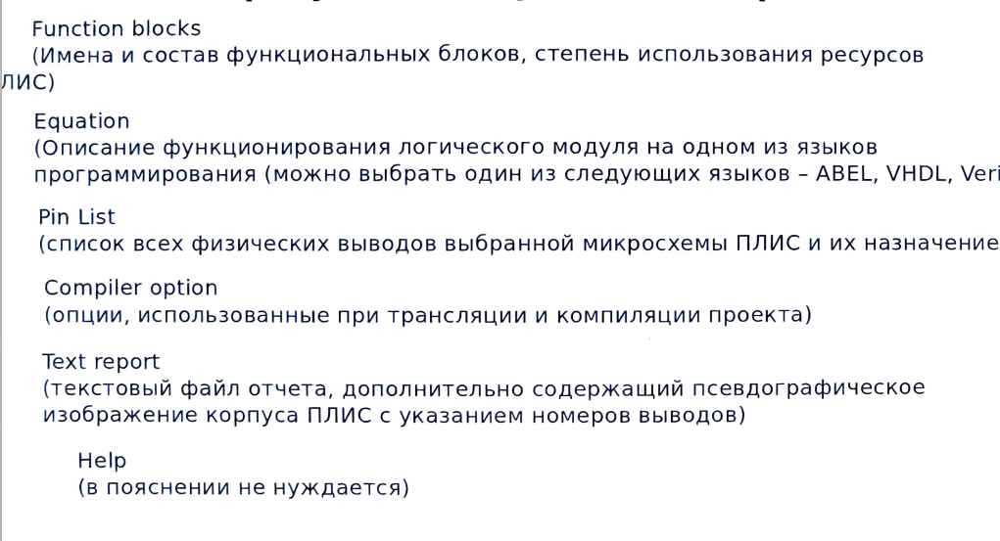 Function blocks
(Имена и состав функциональных блоков, степень использования ресурсов
ЛИС)
Equation
(Описание функционирования логического модуля на одном из языков
программирования (можно выбрать один из следующих языков – ABEL, VHDL, Veri
Pin List
(список всех физических выводов выбранной микросхемы ПЛИС и их назначение
Compiler option
(опции, использованные при трансляции и компиляции проекта)
Text report
(текстовый файл отчета, дополнительно содержащий псевдографическое
изображение корпуса ПЛИС с указанием номеров выводов)
Help
(в пояснении не нуждается)